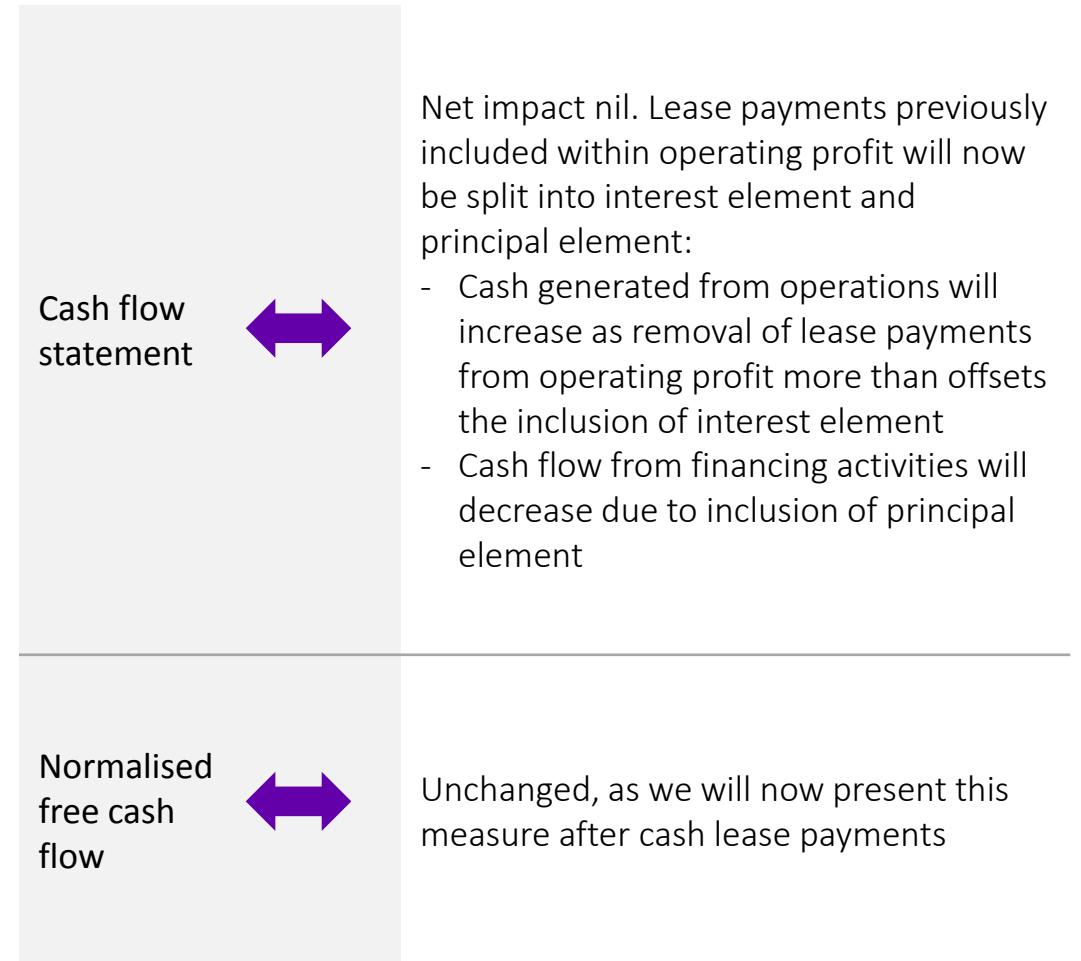 Cash flow
statement
Net impact nil. Lease payments previously
included within operating profit will now
be split into interest element and
principal element:
- Cash generated from operations will
increase as removal of lease payments
from operating profit more than offsets
the inclusion of interest element
- Cash flow from financing activities will
decrease due to inclusion of principal
element
Normalised
free cash
flow
Unchanged, as we will now present this
measure after cash lease payments